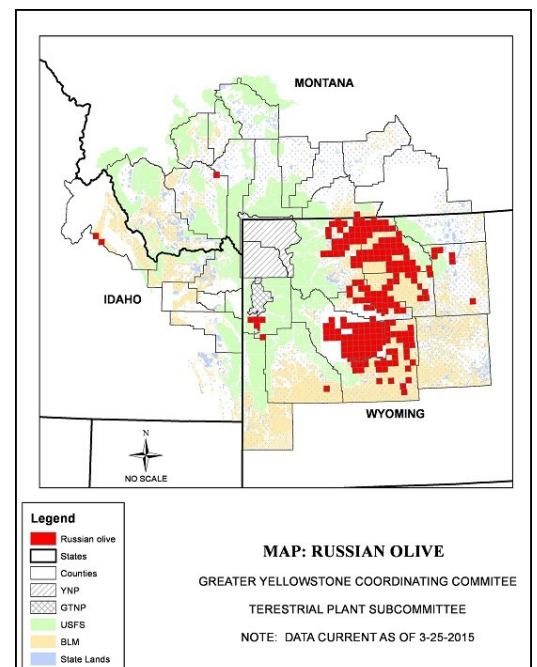 MONTANA
IDAHO
WYOMING
N
NO SCALE
Legend
Russian olive
States
Counties
YNP
GTNP
USFS
BLM
State Lands
MAP: RUSSIAN OLIVE
GREATER YELLOWSTONE COORDINATING COMMITEE
TERESTRIAL PLANT SUBCOMMITTEE
NOTE: DATA CURRENT AS OF 3-25-2015